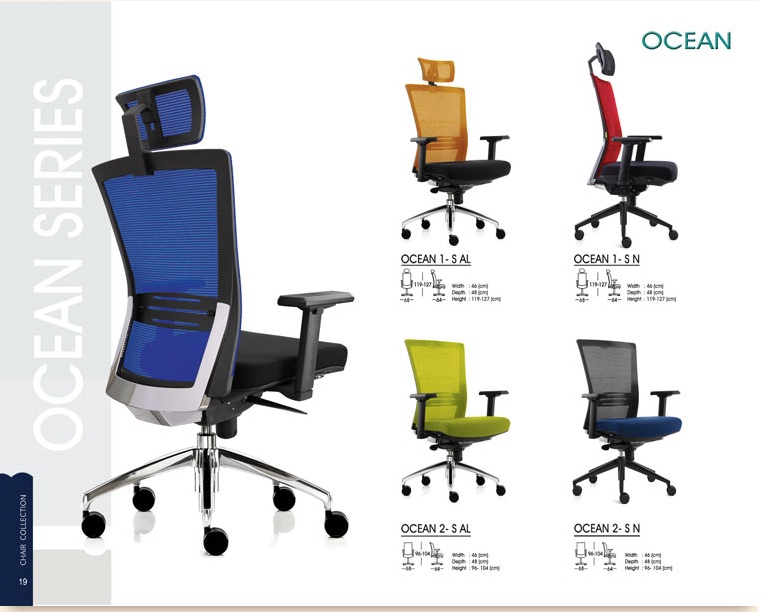 OCEAN SERIES
OCEAN
OCEAN 1- S AL
119-127
68
64
Width : 46 (cm)
Depth : 48 (cm)
Height : 119-127 (cm)
OCEAN 1- S N
119-127
68
64
Width : 46 (cm)
Depth : 48 (cm)
Height : 119-127 (cm)
OCEAN 2- S AL
96-104
68
64
Width : 46 (cm)
Depth : 48 (cm)
Height : 96- 104 (cm)
OCEAN 2- S N
96-104
68
64
Width : 46 (cm)
Depth : 48 (cm)
Height : 96- 104 (cm)
CHAIR COLLECTION
19